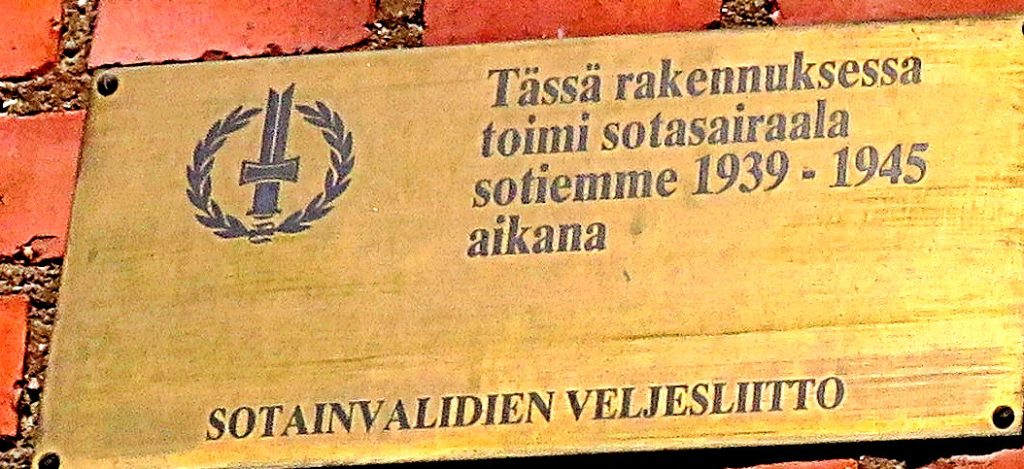 Tässä rakennuksessa
toimi sotasairaala
sotiemme 1939 - 1945
aikana
SOTAINVALIDIEN VELJESLIITTO